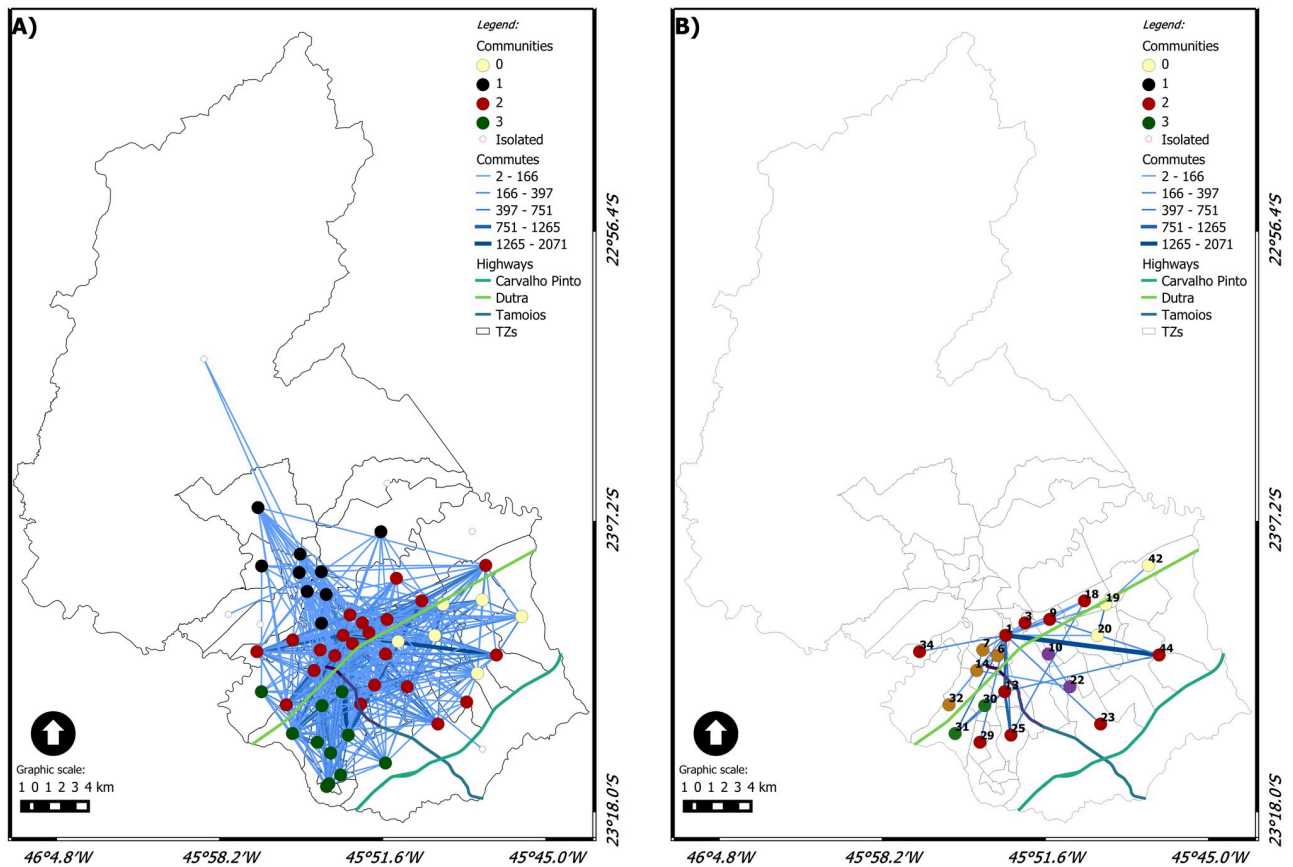 A)
Legend:
Communities
0
1
2
3
Isolated
Commutes
2 - 166
166 - 397
397 - 751
751 - 1265
1265 - 2071
Highways
Carvalho Pinto
Dutra
Tamoios
TZs
22°56.4'S
23°7.2'S
23°18.0'S
Graphic scale:
1 0 1 2 3 4 km
46°4.8'W
45°58.2'W
45°51.6'W
45°45.0'W
B)
Legend:
Communities
0
1
2
3
Isolated
Commutes
2 - 166
166 - 397
397 - 751
751 - 1265
1265 - 2071
Highways
Carvalho Pinto
Dutra
Tamoios
TZs
42
18
19
3
9
1
20
34
7
6
10
44
14
22
13
32
30
23
31
29
25
22°56.4'S
23°7.2'S
23°18.0'S
Graphic scale:
1 0 1 2 3 4 km
46°4.8'W
45°58.2'W
45°51.6'W
45°45.0'W